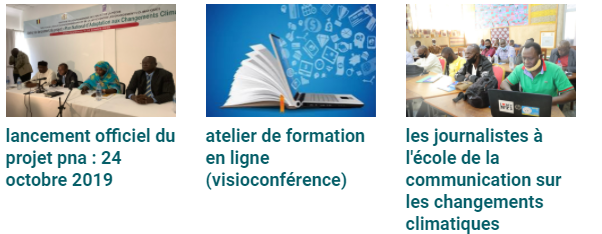 lancement officiel du
projet pna : 24
octobre 2019
atelier de formation
en ligne
(visioconférence)
les journalistes à
l'école de la
communication sur
les changements
climatiques